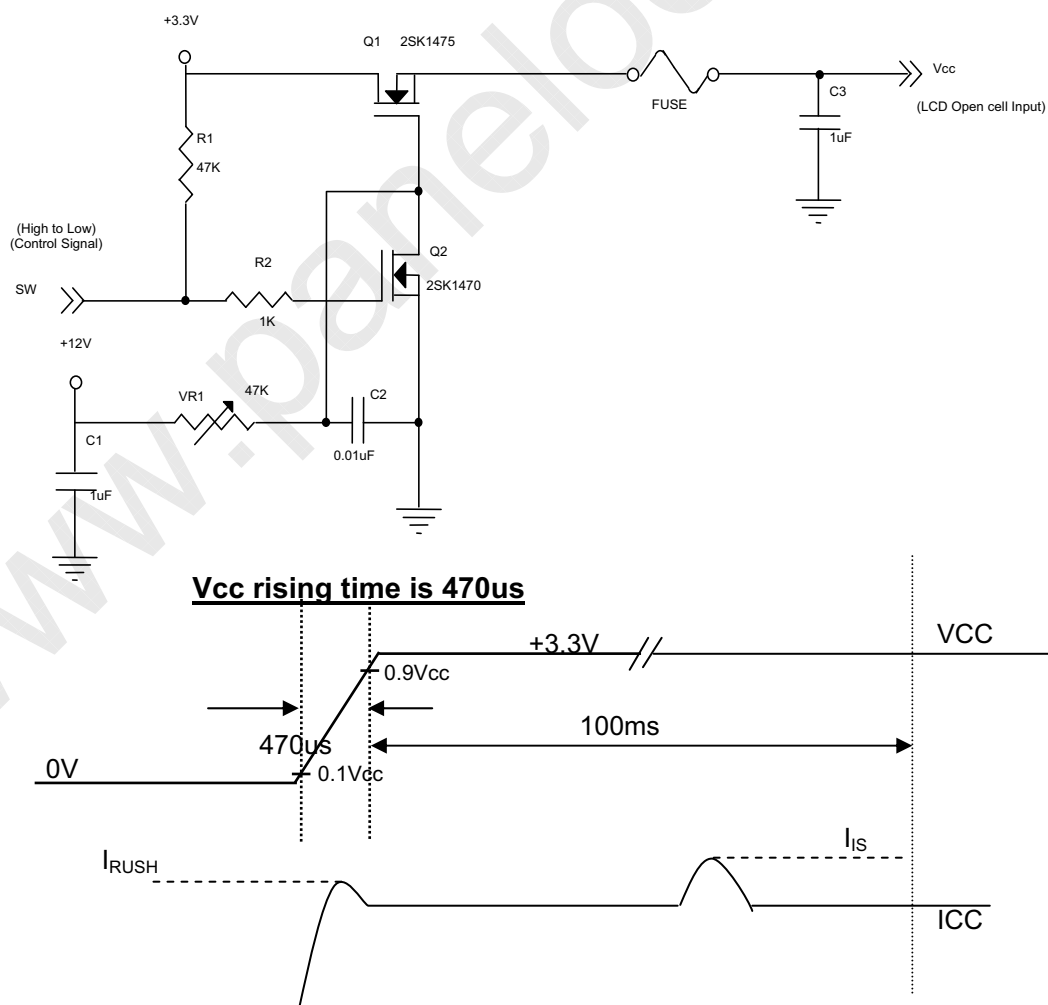 +3.3V
Q1 2SK1475
Vcc
FUSE
C3
(LCD Open cell Input)
1uF
R1
47K
(High to Low)
(Control Signal)
SW
R2
1K
Q2
2SK1470
+12V
VR1
47K
C2
C1
0.01uF
1uF
www.panelo
Vcc rising time is 470us
+3.3V
VCC
0.9Vcc
100ms
470us
0V
0.1Vcc
IRUSH
IIS
ICC